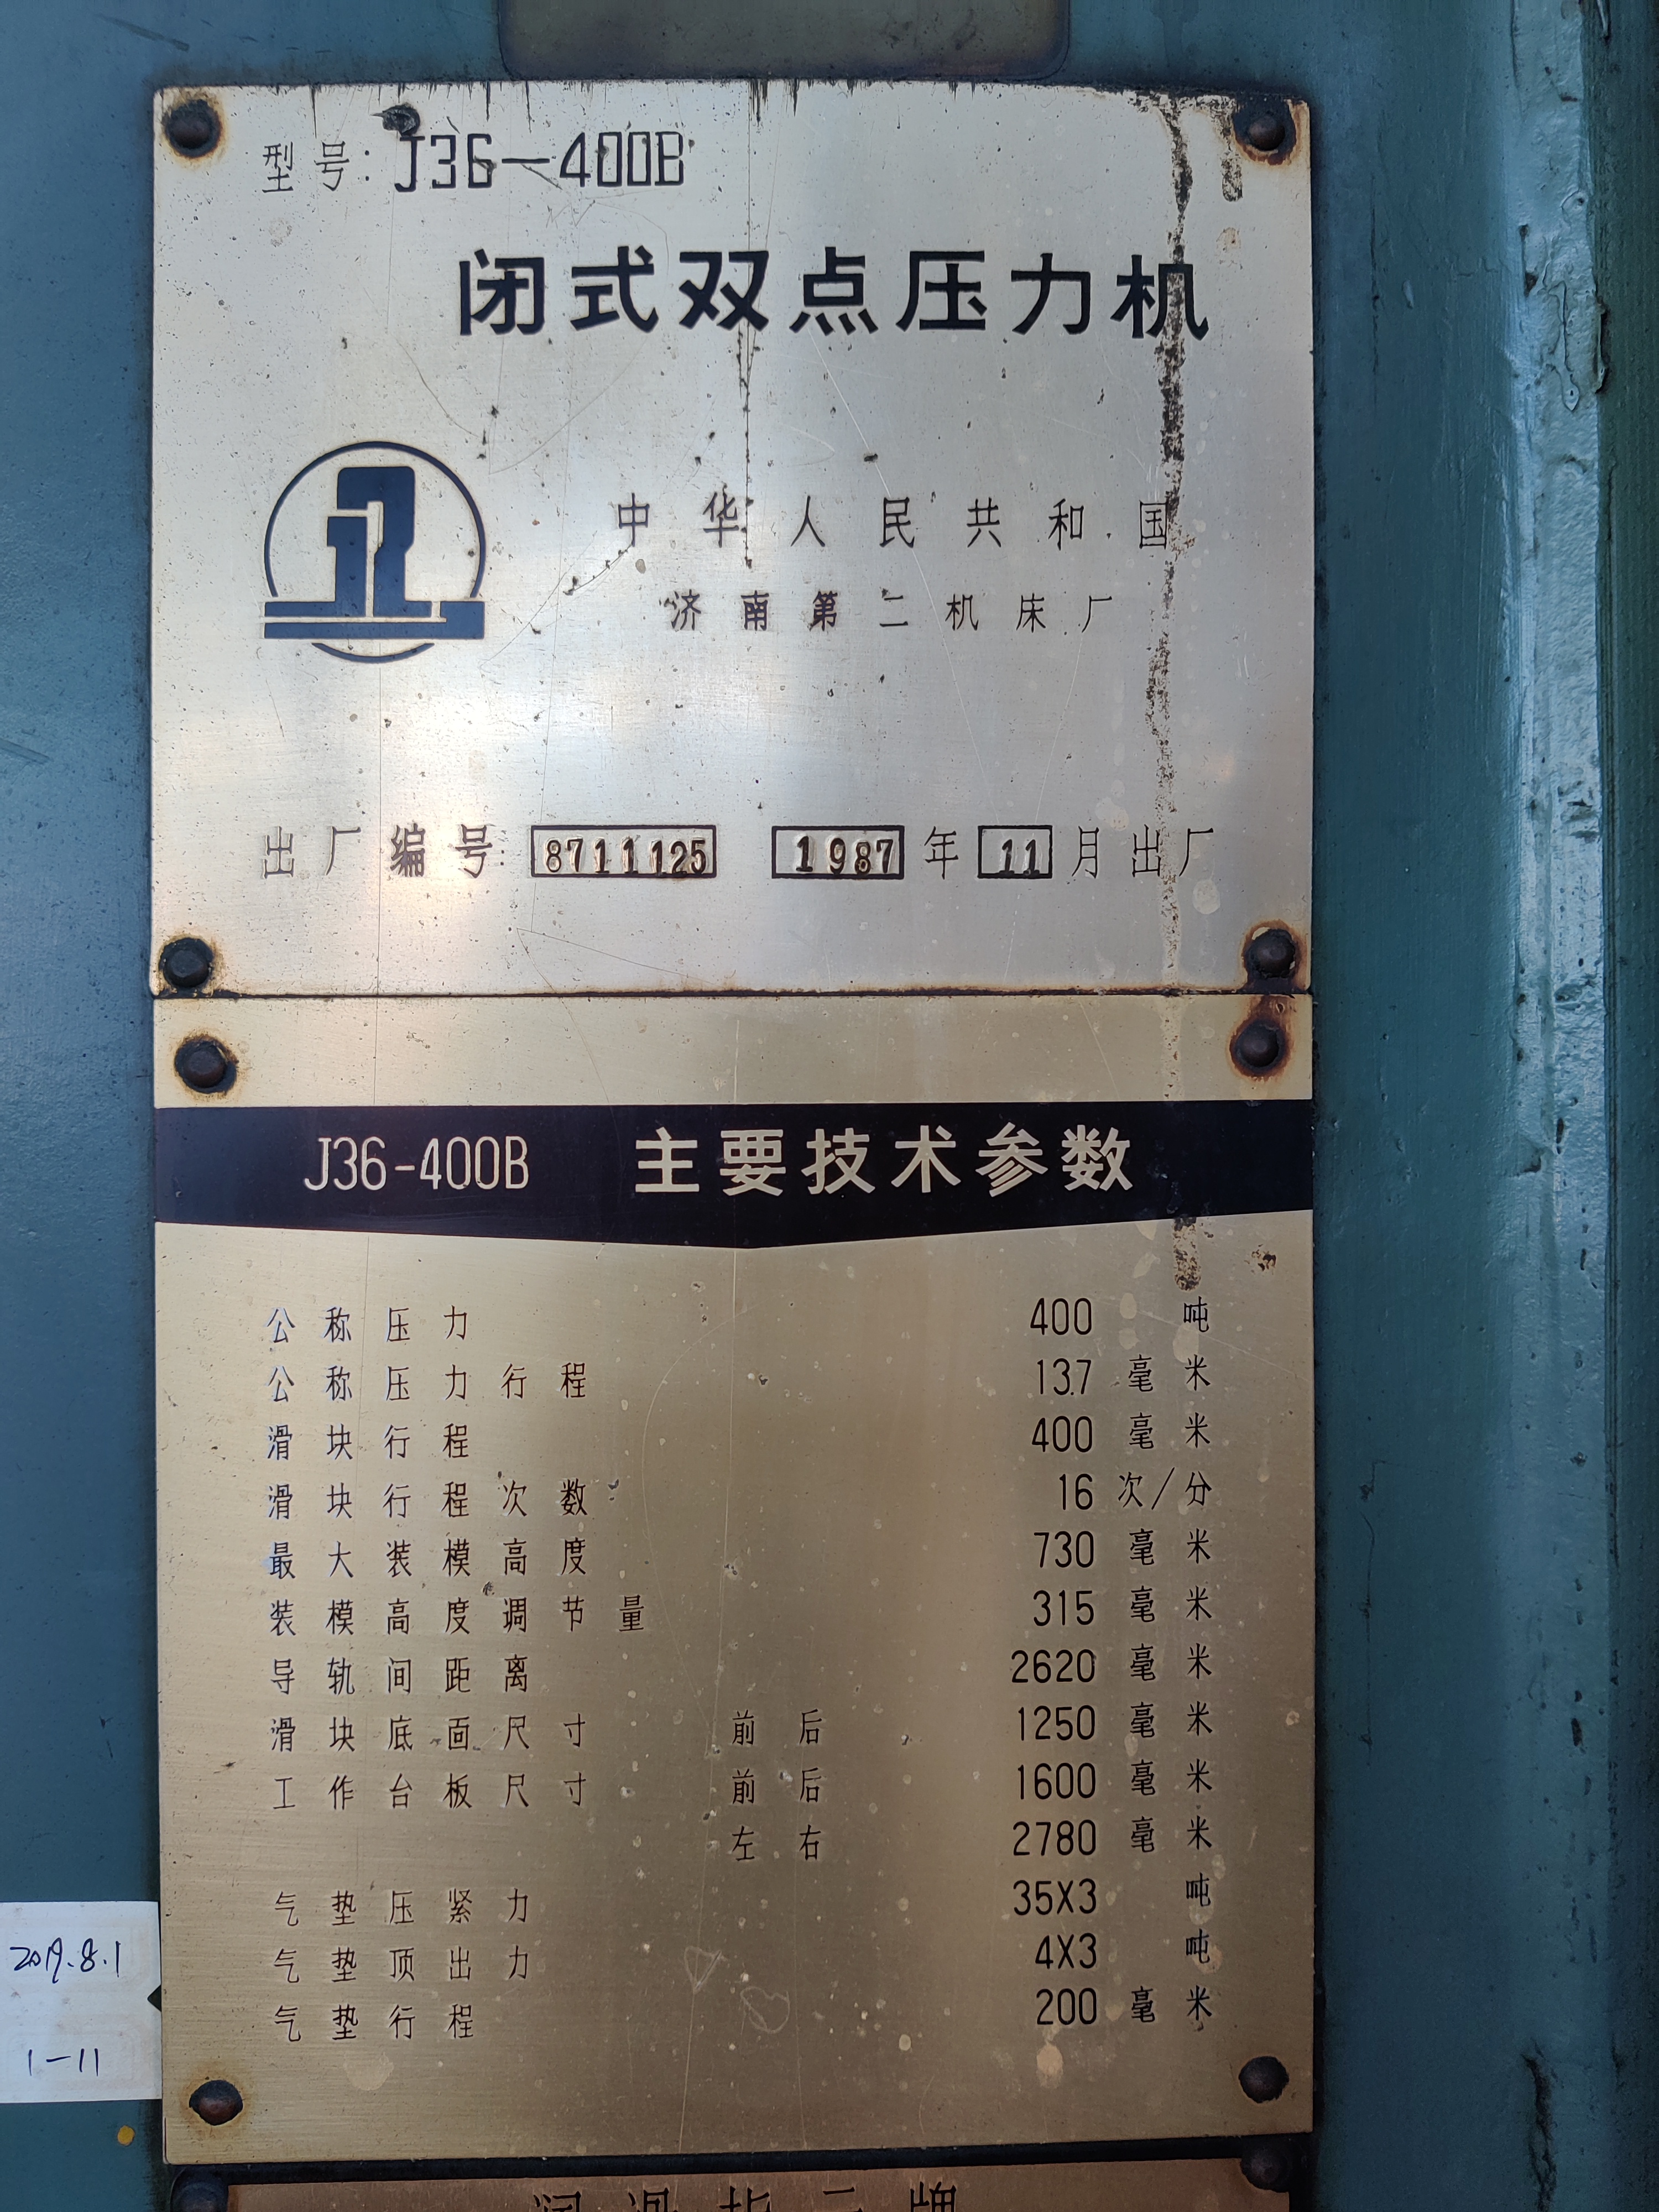 型号: J36—400B
闭式双点压力机
中华人民共和国
济南第二机床厂
出厂编号: 8711125 1987年11月出厂
J36-400B 主要技术参数
公称压力 400 吨
公称压力行程 13.7 毫米
滑块行程 400 毫米
滑块行程次数 16 次/分
最大装模高度 730 毫米
装模高度调节量 315 毫米
导轨间距离 2620 毫米
滑块底面尺寸 前后 1250 毫米
工作台板尺寸 前后 1600 毫米
左右 2780 毫米
气垫压紧力 35X3 吨
气垫顶出力 4X3 吨
气垫行程 200 毫米
2019.8.1
1-11